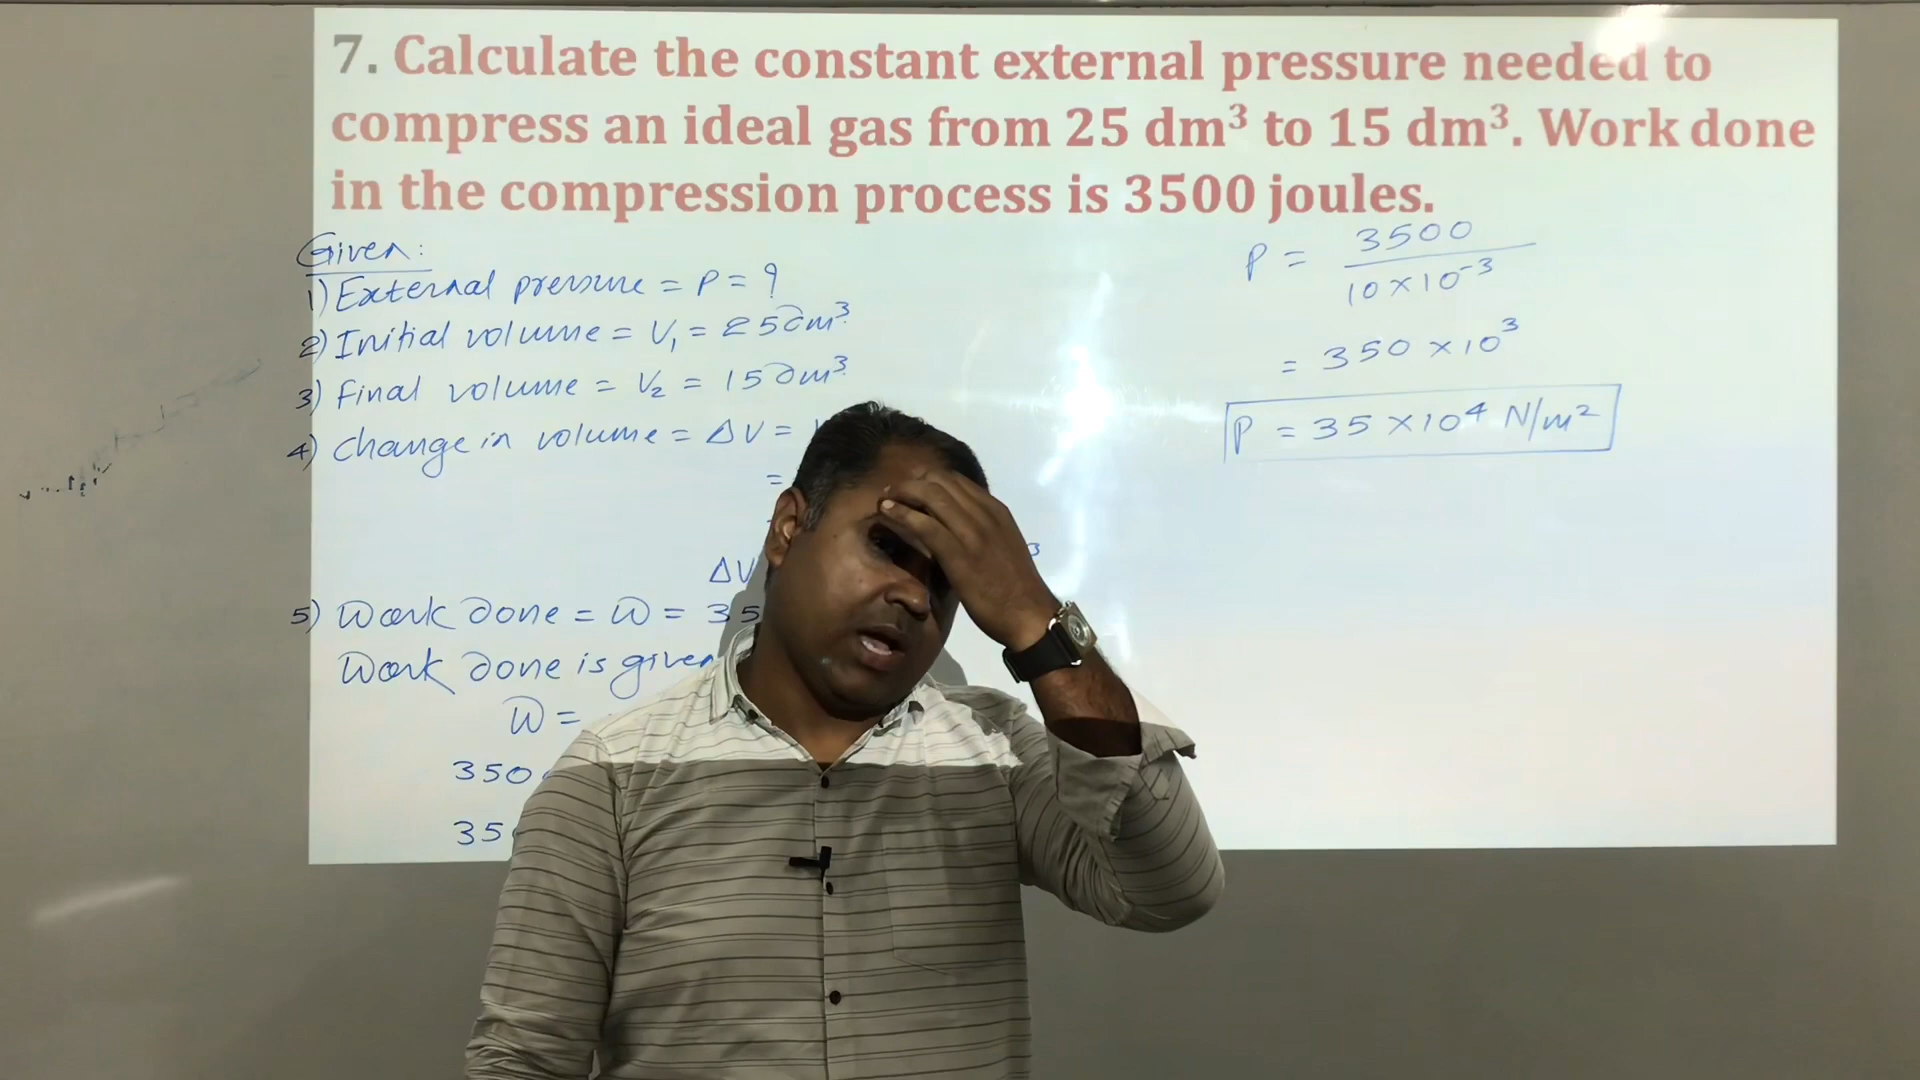 7. Calculate the constant external pressure needed to
compress an ideal gas from 25 dm³ to 15 dm³. Work done
in the compression process is 3500 joules.
Given:
1) External pressure = P = ?
2) Initial volume = V₁ = 25 dm³.
3) Final volume = V₂ = 15 dm³.
4) Change in volume = ΔV =
=
ΔV
5) Work done = W = 35
Work done is given
W =
350
35
P = 3500
10 × 10⁻³
= 350 × 10³
P = 35 × 10⁴ N/m²